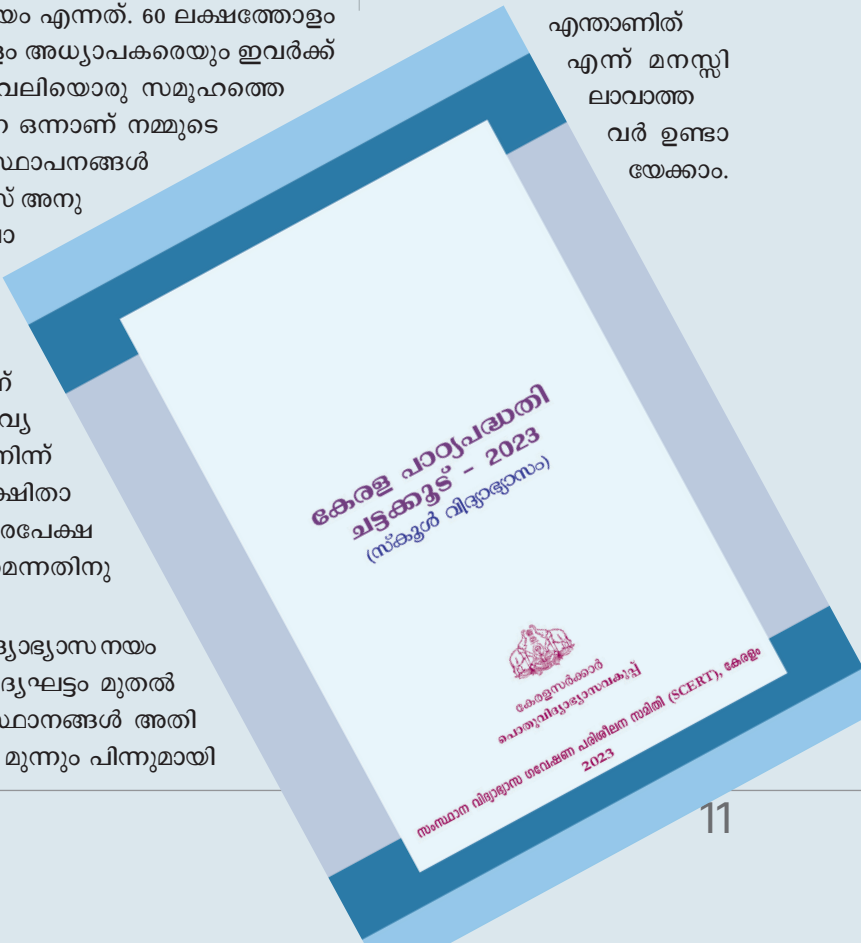 യം എന്നത്. 60 ലക്ഷത്തോളം
ളം അധ്യാപകരെയും ഇവർക്ക്
വലിയൊരു സമൂഹത്തെ
ഒന്നാണ് നമ്മുടെ
സ്ഥാപനങ്ങൾ
സ് അനു
വ്യ
നിന്ന്
ക്ഷിതാ
രപേക്ഷ
മെന്നതിനു
ദ്യാഭ്യാസ നയം
ദ്യഘട്ടം മുതൽ
സ്ഥാനങ്ങൾ അതി
മുന്നും പിന്നുമായി
എന്താണിത്
എന്ന് മനസ്സി
ലാവാത്ത
വർ ഉണ്ടാ
യേക്കാം.
കേരള പാഠ്യപദ്ധതി
ചട്ടക്കൂട് - 2023
(സ്കൂൾ വിദ്യാഭ്യാസം)
കേരളസർക്കാർ
പൊതുവിദ്യാഭ്യാസവകുപ്പ്
സംസ്ഥാന വിദ്യാഭ്യാസ ഗവേഷണ പരിശീലന സമിതി (SCERT), കേരളം
2023
11